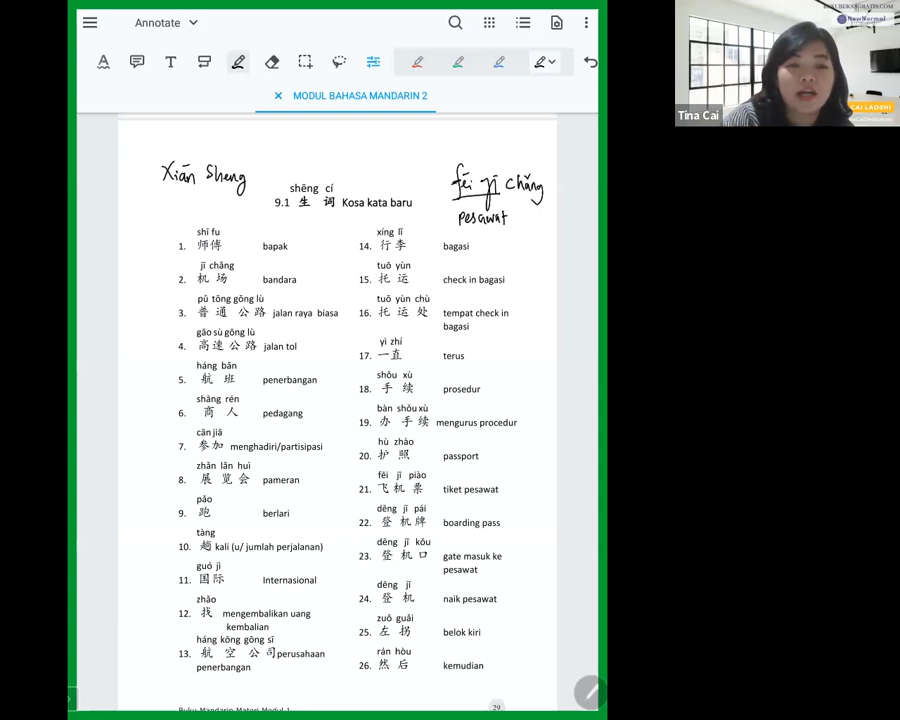 Annotate
MODUL BAHASA MANDARIN 2
Xiān Sheng
fēi jī chǎng
pesawat
shēng cí
9.1 生 词 Kosa kata baru
shī fu
1. 师傅 bapak
jī chǎng
2. 机 场 bandara
pǔ tōng gōng lù
3. 普 通 公 路 jalan raya biasa
gāo sù gōng lù
4. 高 速 公 路 jalan tol
háng bān
5. 航 班 penerbangan
shāng rén
6. 商 人 pedagang
cān jiā
7. 参 加 menghadiri/partisipasi
zhǎn lǎn huì
8. 展 览 会 pameran
pǎo
9. 跑 berlari
tàng
10. 趟 kali (u/ jumlah perjalanan)
guó jì
11. 国 际 Internasional
zhǎo
12. 找 mengembalikan uang
kembalian
háng kōng gōng sī
13. 航 空 公 司 perusahaan
penerbangan
xíng lǐ
14. 行 李 bagasi
tuō yùn
15. 托 运 check in bagasi
tuō yùn chù
16. 托 运 处 tempat check in
bagasi
yì zhí
17. 一直 terus
shǒu xù
18. 手 续 prosedur
bàn shǒu xù
19. 办 手 续 mengurus procedur
hù zhào
20. 护 照 passport
fēi jī piào
21. 飞 机 票 tiket pesawat
dēng jī pái
22. 登 机 牌 boarding pass
dēng jī kǒu
23. 登 机 口 gate masuk ke
pesawat
dēng jī
24. 登 机 naik pesawat
zuǒ guǎi
25. 左 拐 belok kiri
rán hòu
26. 然 后 kemudian
Buku Mandarin Materi Modul 1
29
NewNormal
CAI LAOSHI
Tina Cai